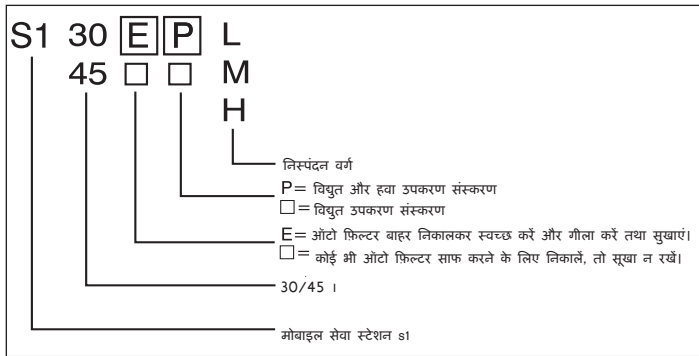 S1 30 E P L
45 □ □ M
H
निस्पंदन वर्ग
P= विद्युत और हवा उपकरण संस्करण
□= विद्युत उपकरण संस्करण
E= ऑटो फ़िल्टर बाहर निकालकर स्वच्छ करें और गीला करें तथा सुखाएं।
□= कोई भी ऑटो फ़िल्टर साफ करने के लिए निकालें, तो सूखा न रखें।
30/45 ।
मोबाइल सेवा स्टेशन s1